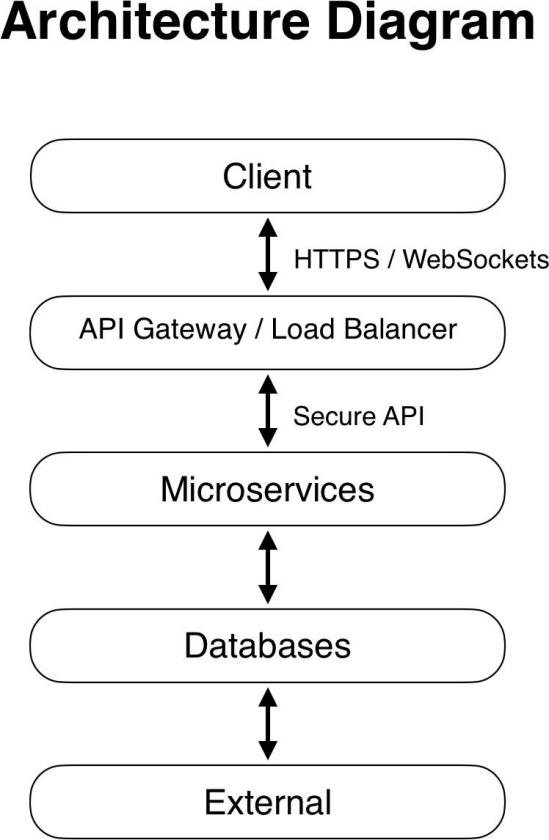 Architecture Diagram
Client
HTTPS / WebSockets
API Gateway / Load Balancer
Secure API
Microservices
Databases
External